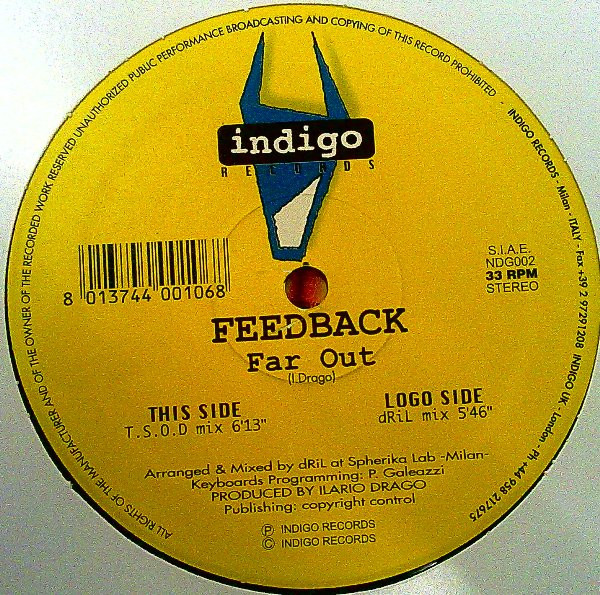 ALL RIGHTS OF THE MANUFACTURER AND OF THE OWNER OF THE RECORDED WORK RESERVED UNAUTHORIZED PUBLIC PERFORMANCE BROADCASTING AND COPYING OF THIS RECORD PROHIBITED - INDIGO RECORDS - Milan - ITALY - Fax +39 2 97291208 INDIGO UK - London - Ph +44 958 217675
indigo
RECORDS
8 013744 001068
S.I.A.E.
NDG002
33 RPM
STEREO
FEEDBACK
Far Out
(I.Drago)
THIS SIDE
T.S.O.D mix 6'13"
LOGO SIDE
dRiL mix 5'46"
Arranged & Mixed by dRiL at Spherika Lab -Milan-
Keyboards Programming: P. Galeazzi
PRODUCED BY ILARIO DRAGO
Publishing: copyright control
Ⓟ INDIGO RECORDS
© INDIGO RECORDS